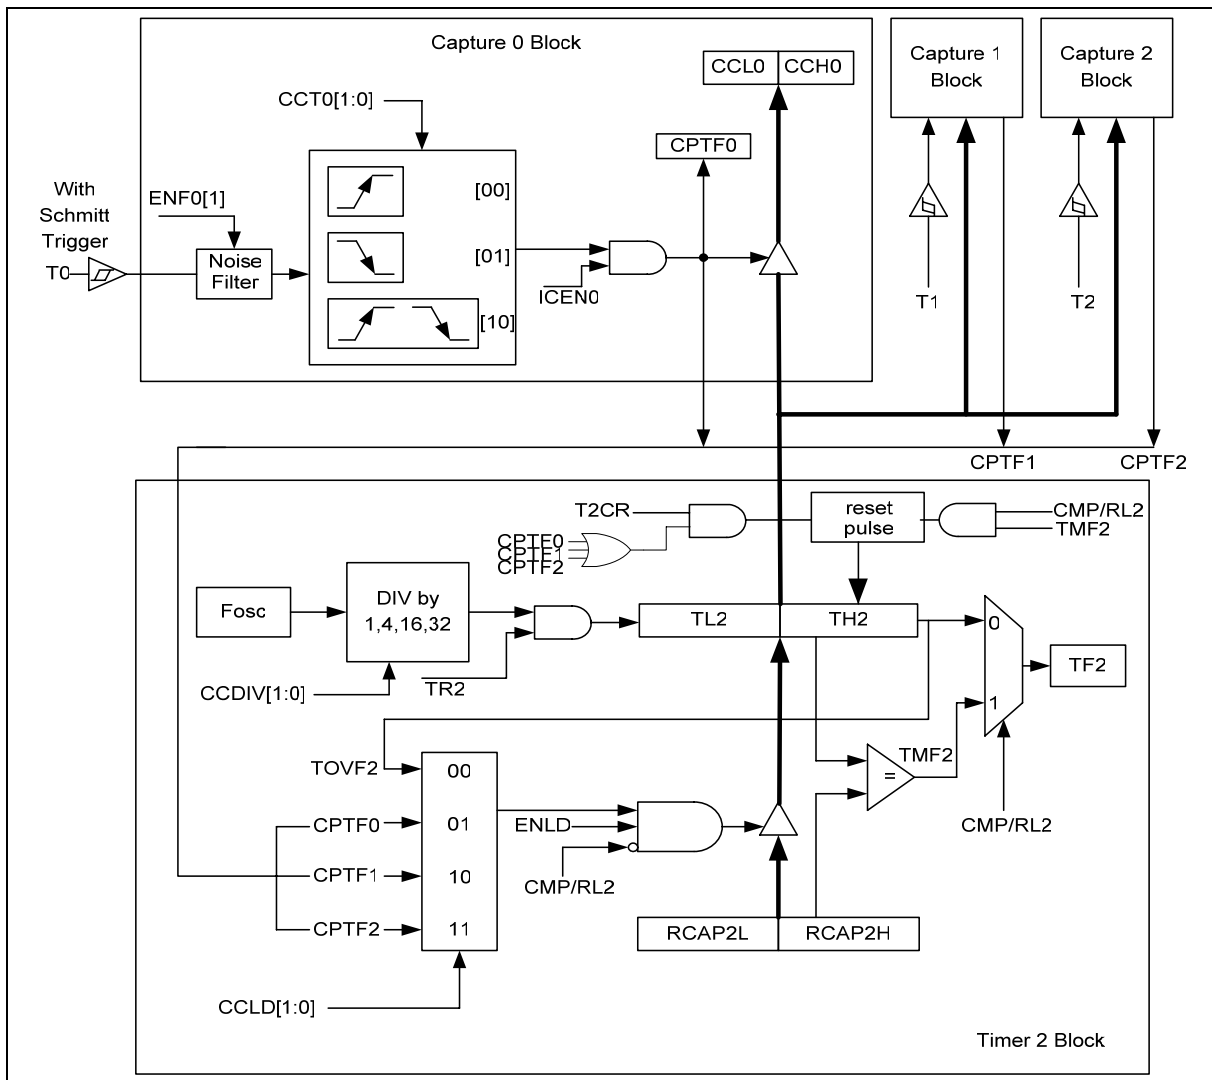 Capture 0 Block
Capture 1
Block
Capture 2
Block
CCL0 CCH0
CCT0[1:0]
CPTF0
With
Schmitt
Trigger
T0
ENF0[1]
Noise
Filter
[00]
[01]
[10]
ICEN0
T1
T2
CPTF1
CPTF2
T2CR
CPTF0
CPTF1
CPTF2
reset
pulse
CMP/RL2
TMF2
Fosc
DIV by
1,4,16,32
TL2
TH2
0
1
TF2
TR2
CCDIV[1:0]
TOVF2
00
CPTF0
01
CPTF1
10
CPTF2
11
ENLD
CMP/RL2
=
TMF2
CMP/RL2
RCAP2L
RCAP2H
CCLD[1:0]
Timer 2 Block